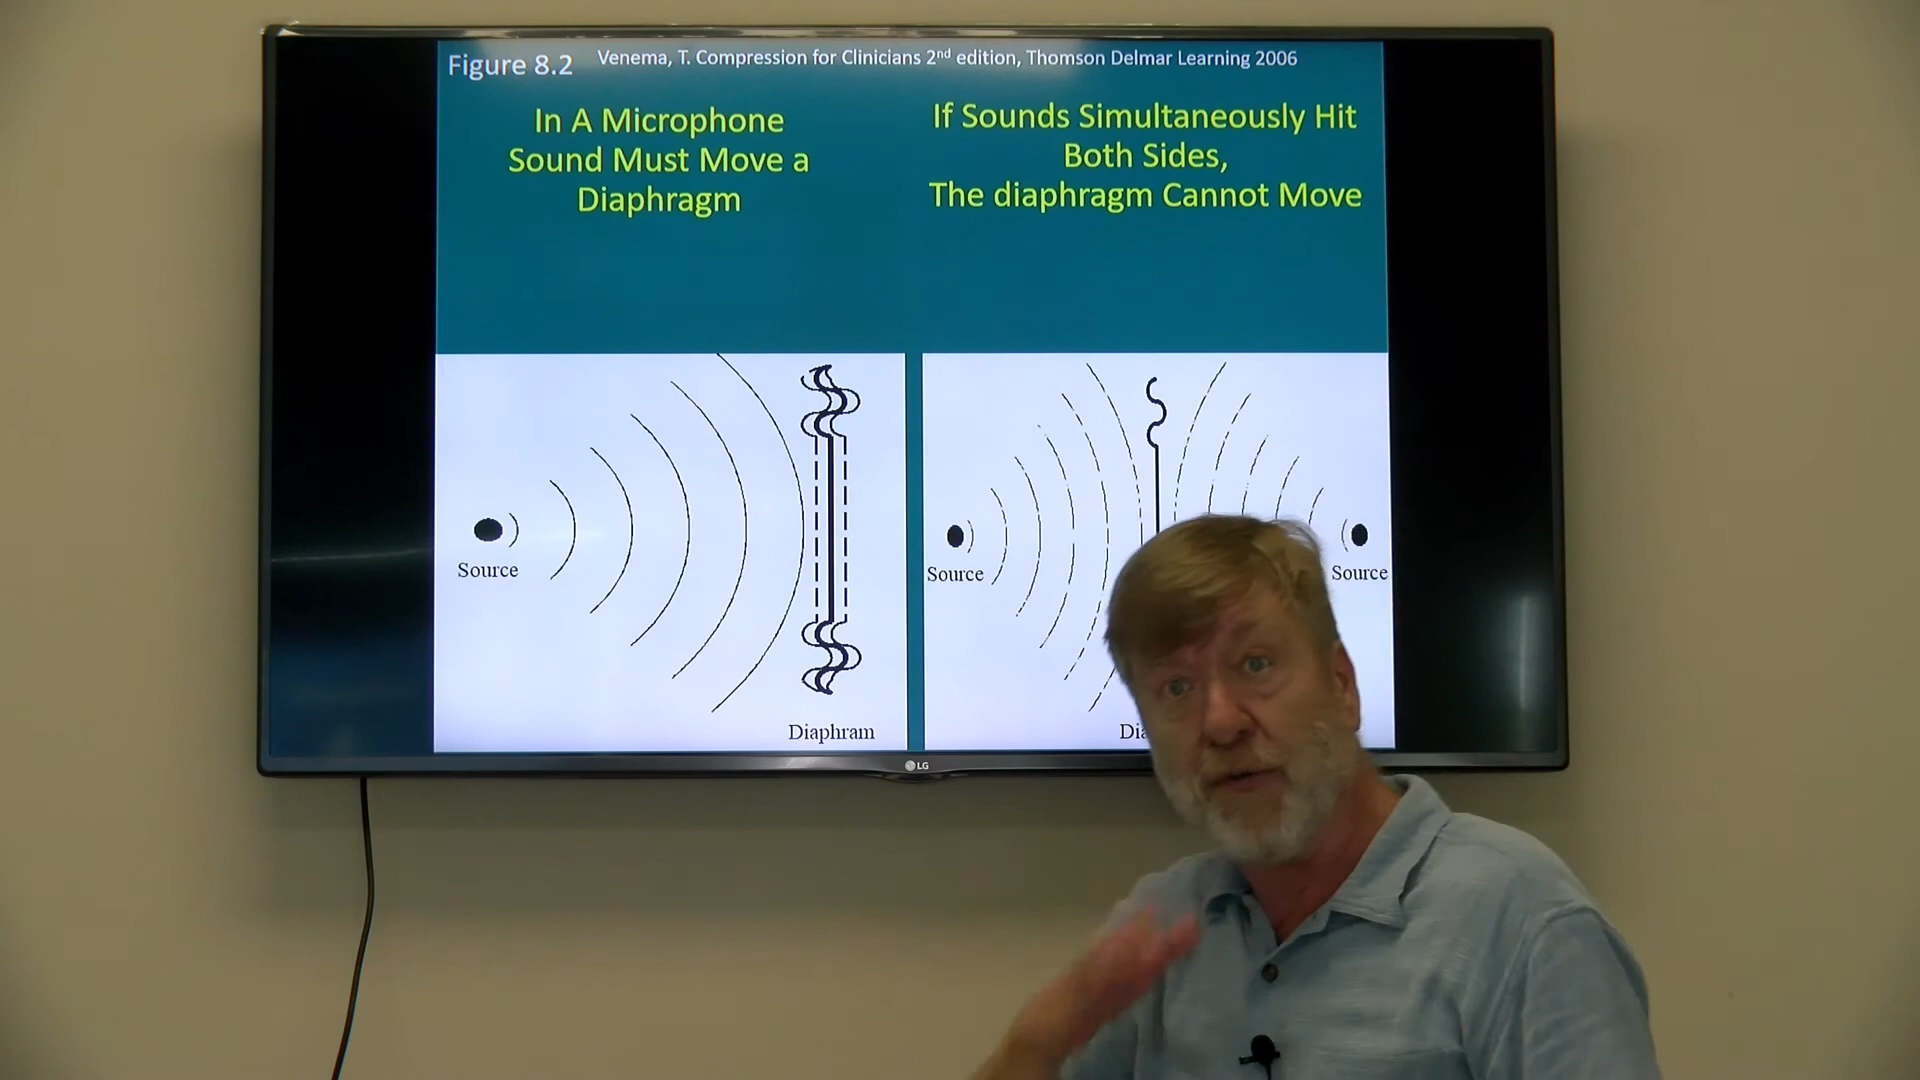 Figure 8.2
Venema, T. Compression for Clinicians 2nd edition, Thomson Delmar Learning 2006
In A Microphone
Sound Must Move a
Diaphragm
If Sounds Simultaneously Hit
Both Sides,
The diaphragm Cannot Move
Source
Diaphram
Source
Source
LG